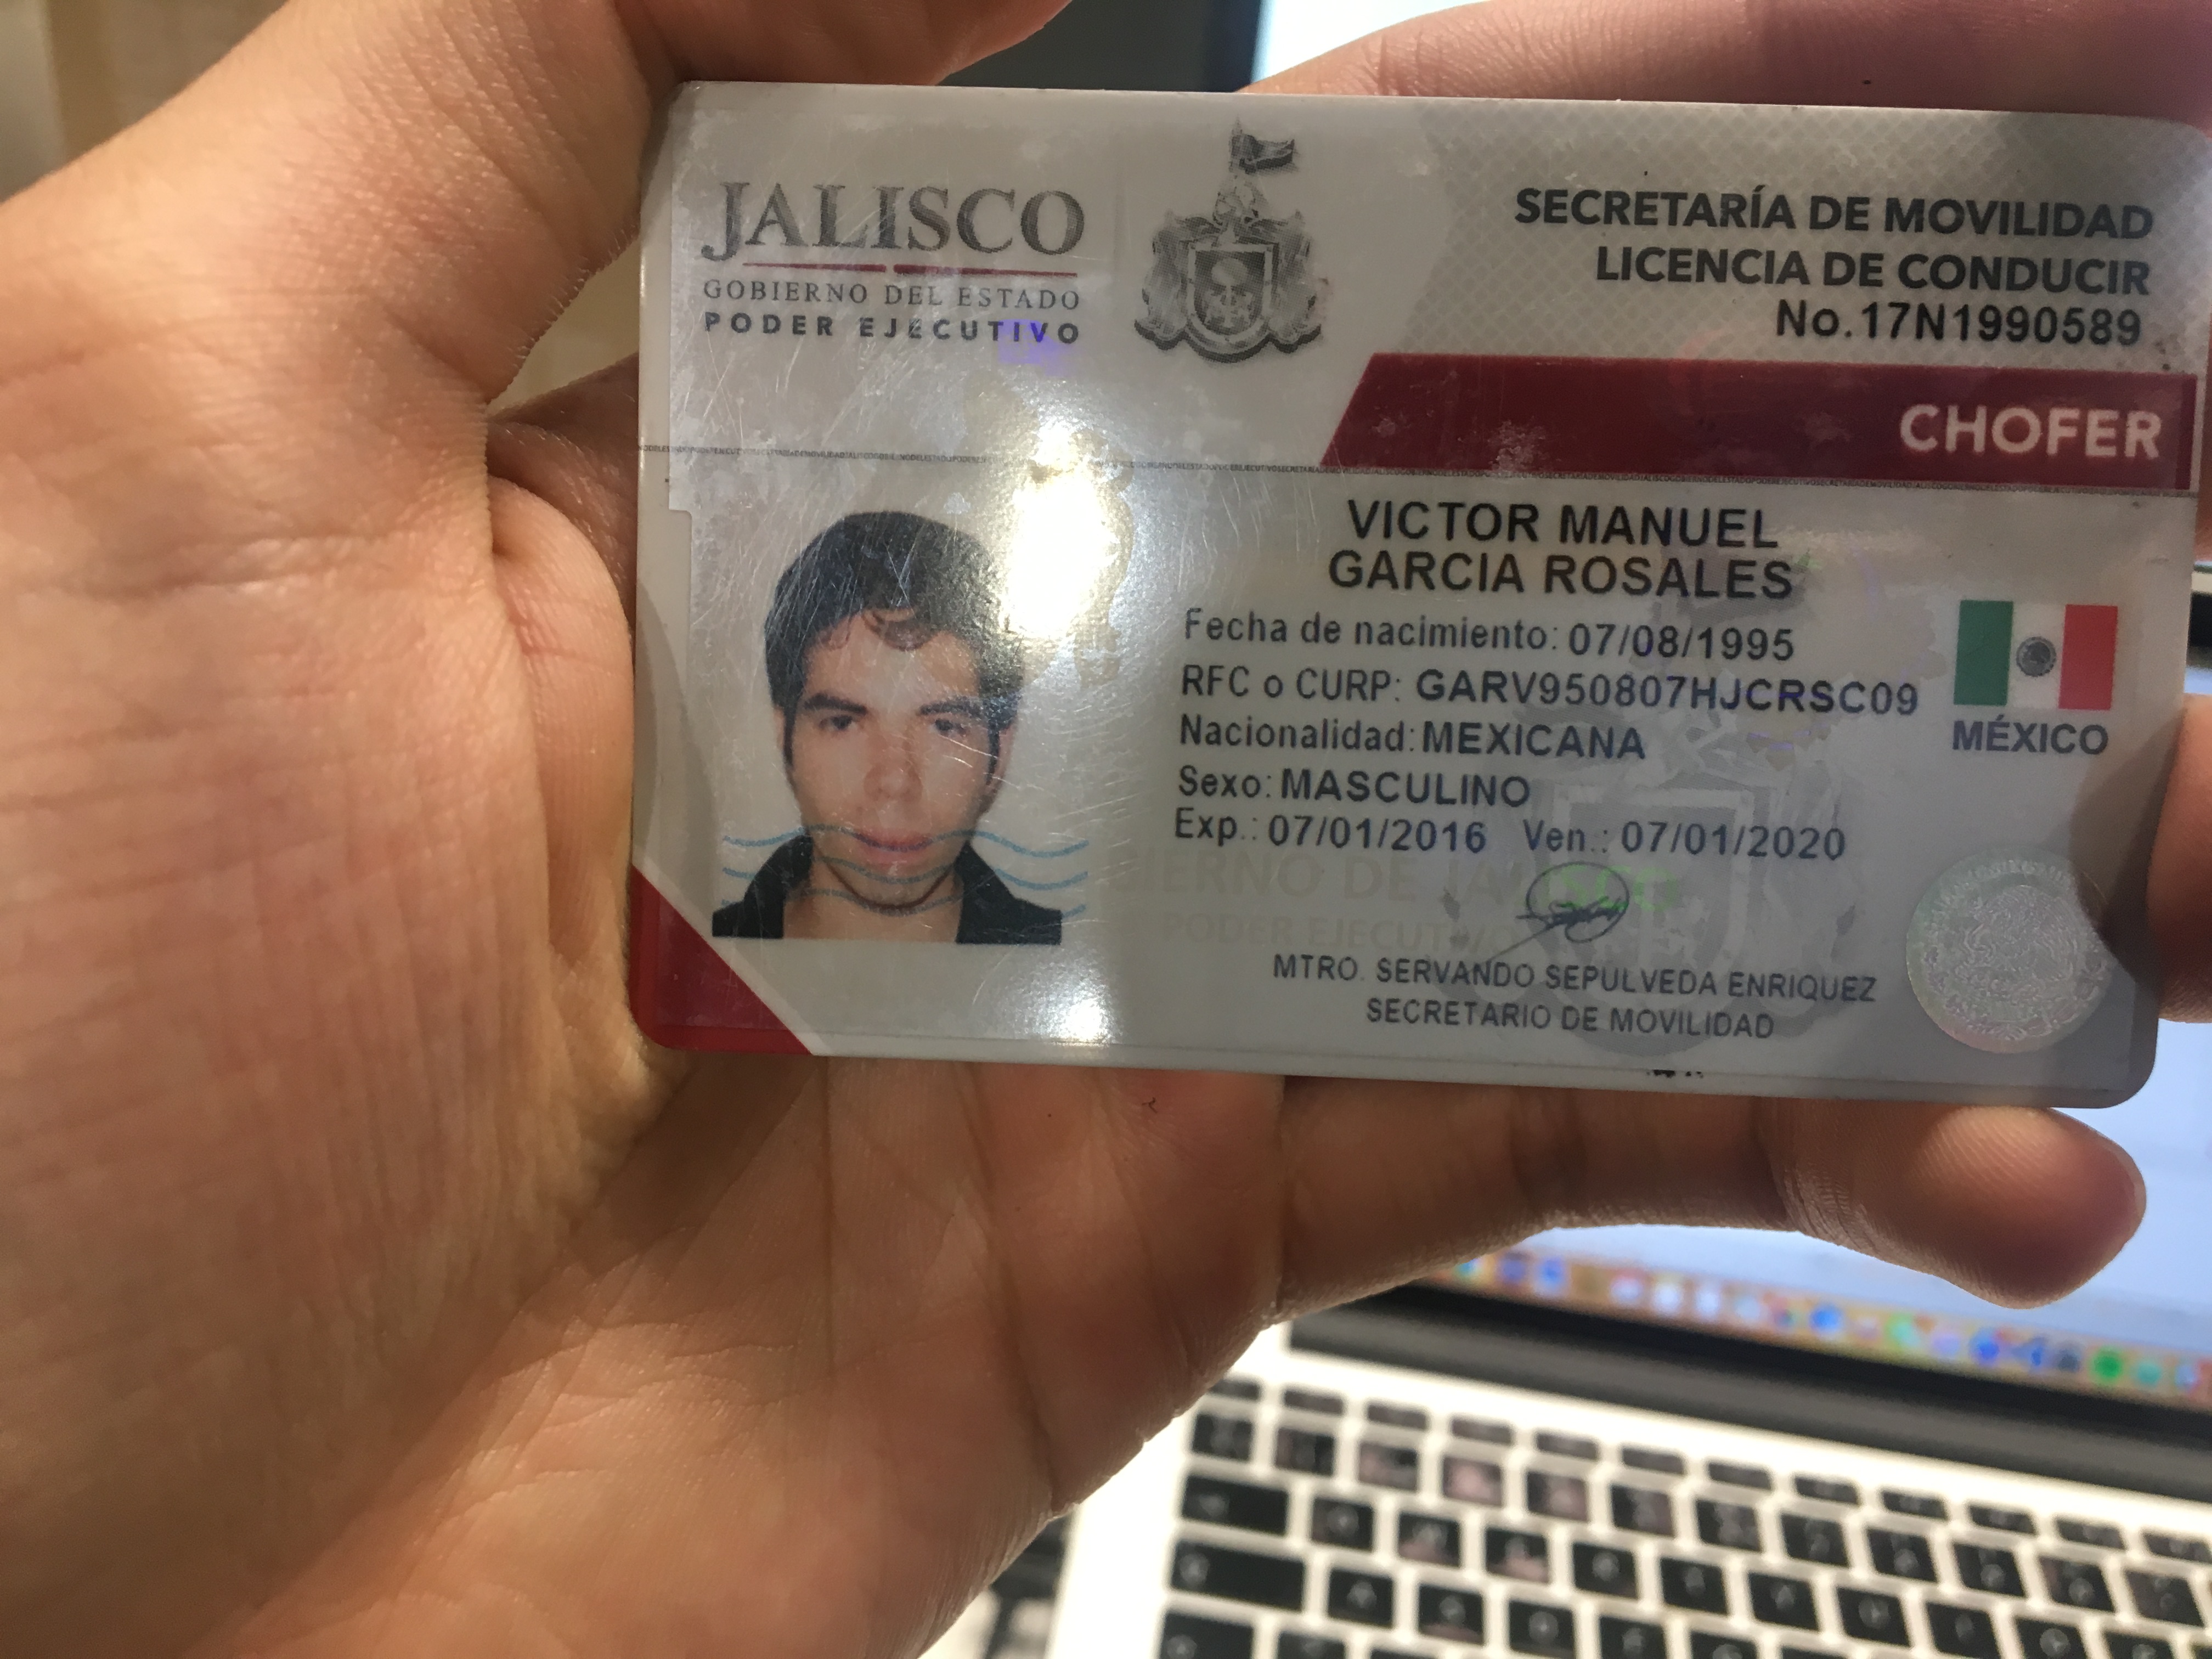 JALISCO
GOBIERNO DEL ESTADO
PODER EJECUTIVO
SECRETARÍA DE MOVILIDAD
LICENCIA DE CONDUCIR
No.17N1990589
CHOFER
VICTOR MANUEL
GARCIA ROSALES
Fecha de nacimiento: 07/08/1995
RFC o CURP: GARV950807HJCRSC09
Nacionalidad: MEXICANA
Sexo: MASCULINO
Exp.: 07/01/2016 Ven.: 07/01/2020
MÉXICO
GOBIERNO DE JALISCO
PODER EJECUTIVO
MTRO. SERVANDO SEPULVEDA ENRIQUEZ
SECRETARIO DE MOVILIDAD